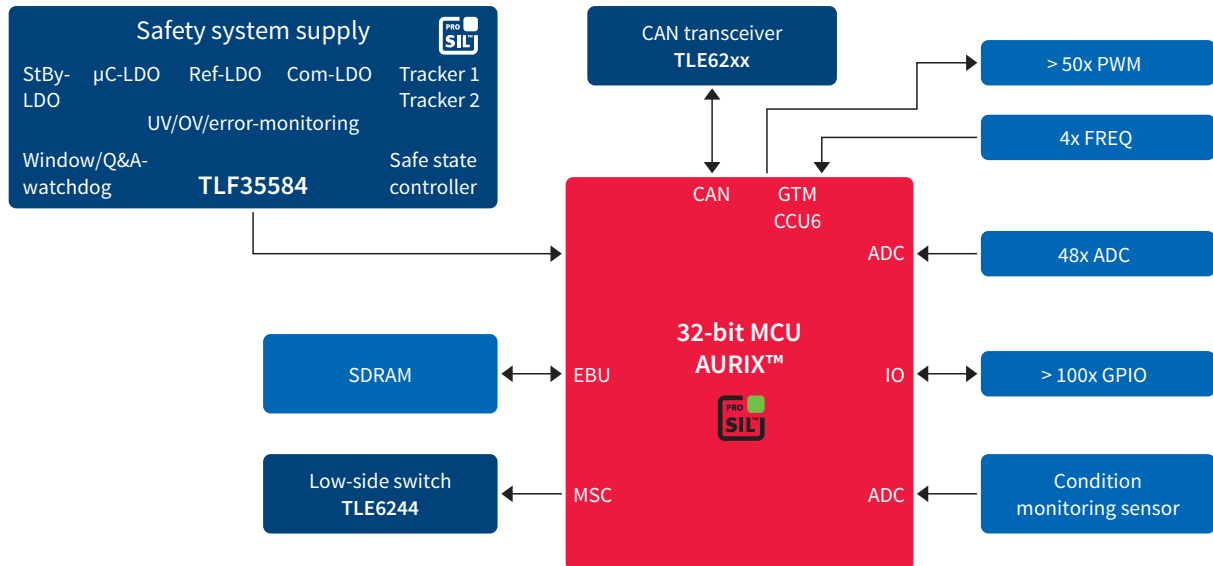 Safety system supply
PRO
SIL™
StBy-
LDO
µC-LDO
Ref-LDO
Com-LDO
Tracker 1
Tracker 2
UV/OV/error-monitoring
Window/Q&A-
watchdog
TLF35584
Safe state
controller
CAN transceiver
TLE62xx
> 50x PWM
4x FREQ
CAN
GTM
CCU6
ADC
48x ADC
32-bit MCU
AURIX™
PRO
SIL™
SDRAM
EBU
IO
> 100x GPIO
Low-side switch
TLE6244
MSC
ADC
Condition
monitoring sensor